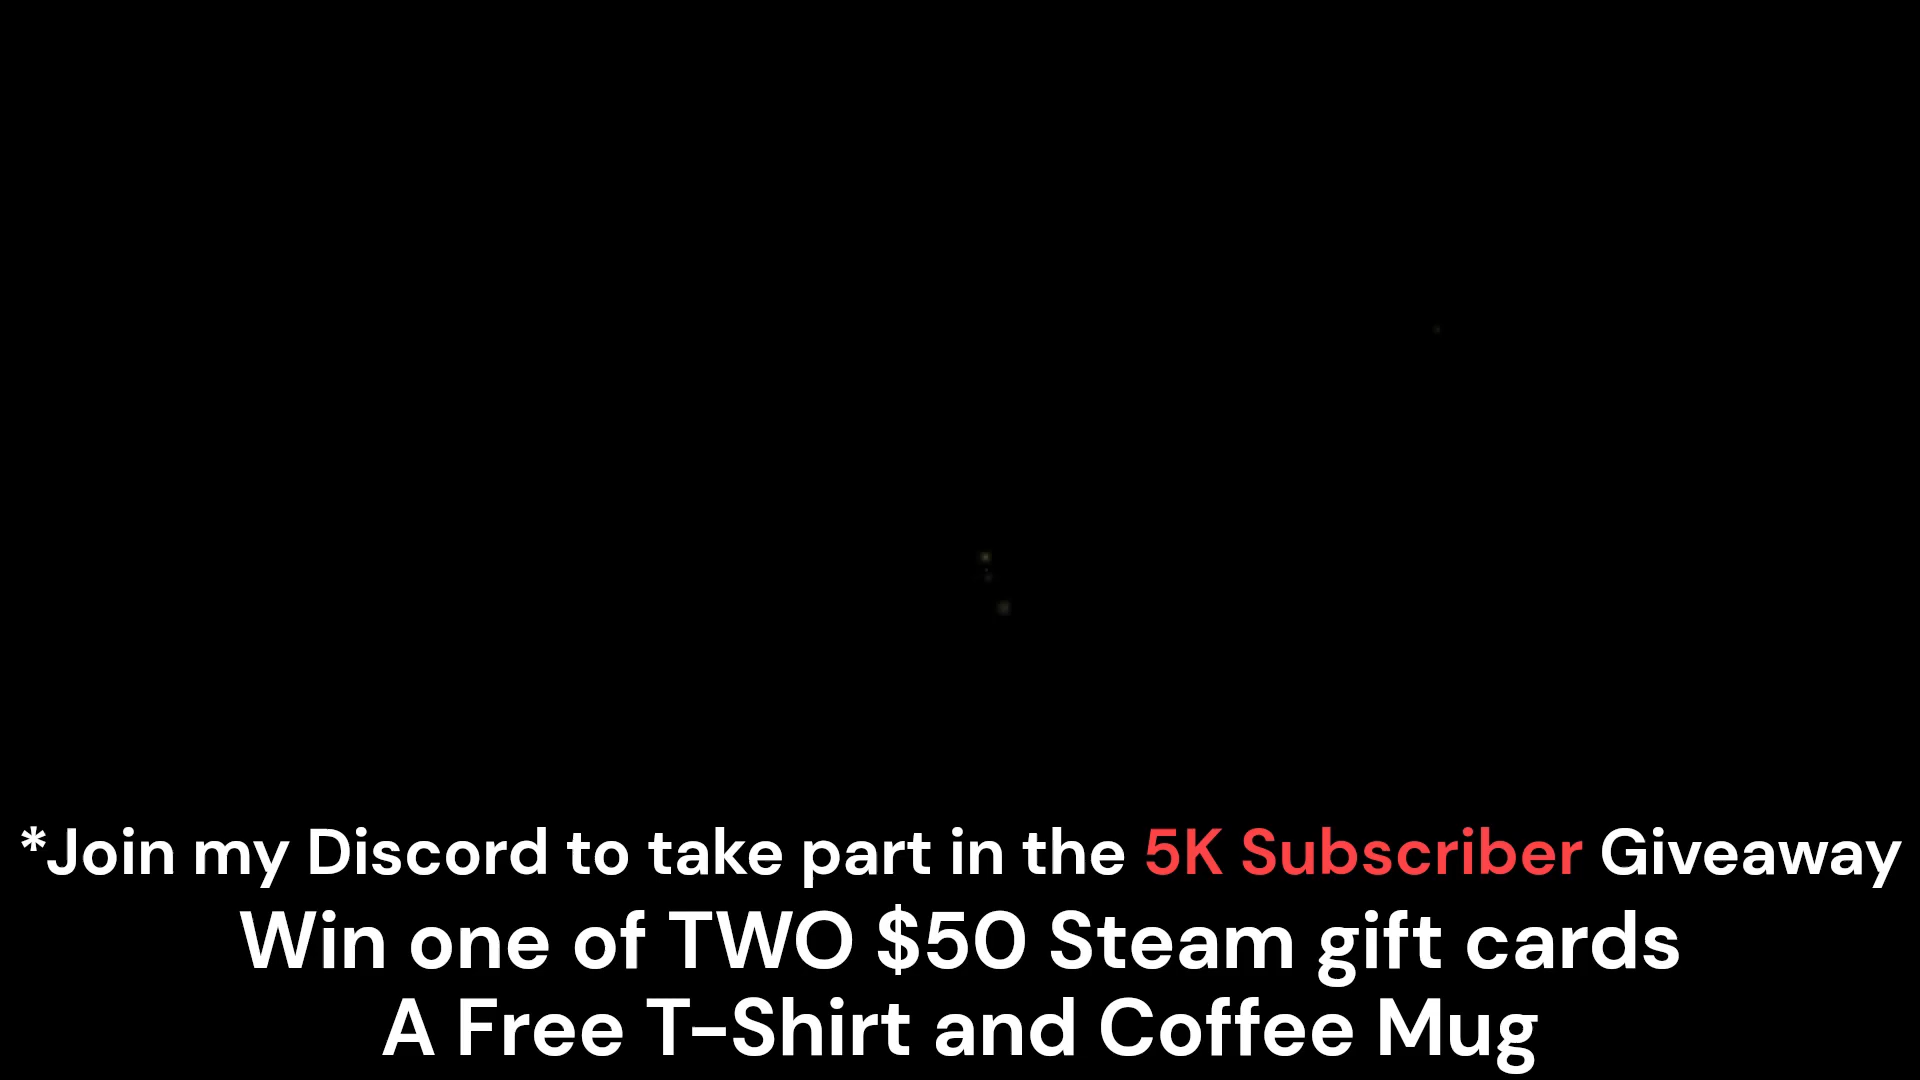 *Join my Discord to take part in the 5K Subscriber Giveaway
Win one of TWO $50 Steam gift cards
A Free T-Shirt and Coffee Mug